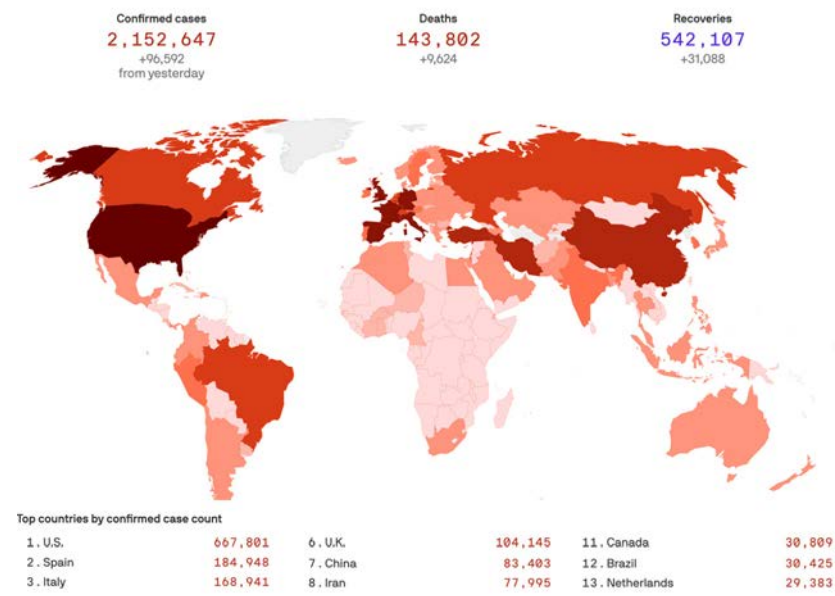 Confirmed cases
2,152,647
+96,592
from yesterday
Deaths
143,802
+9,624
Recoveries
542,107
+31,088
Top countries by confirmed case count
1. U.S. 667,801
2. Spain 184,948
3. Italy 168,941
6. U.K. 104,145
7. China 83,403
8. Iran 77,995
11. Canada 30,809
12. Brazil 30,425
13. Netherlands 29,383